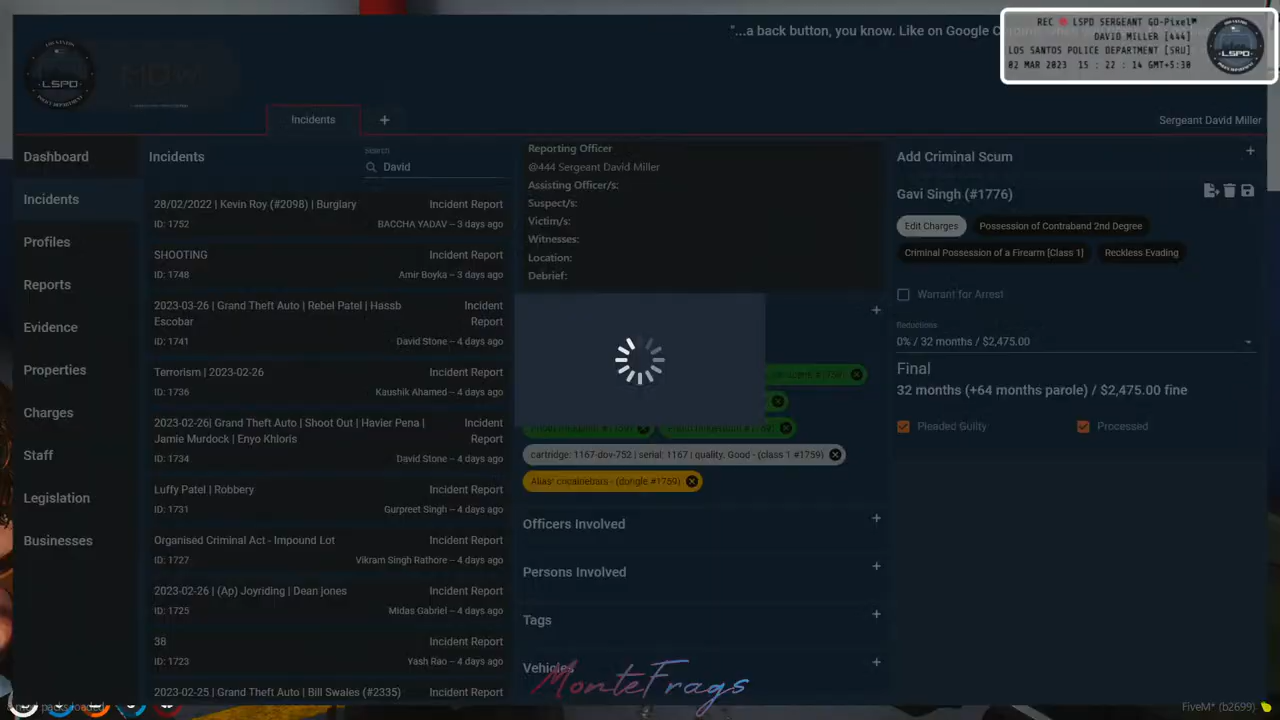 "...a back button, you know. Like on Google C
REC LSPD SERGEANT GO-Pixel™
DAVID MILLER [444]
LOS SANTOS POLICE DEPARTMENT [SRU]
02 MAR 2023 15 : 22 : 14 GMT+5:30
LSPD
LSPD
MDW
Incidents
+
Sergeant David Miller
Dashboard
Incidents
Profiles
Reports
Evidence
Properties
Charges
Staff
Legislation
Businesses
Incidents
Search
David
28/02/2022 | Kevin Roy (#2098) | Burglary Incident Report
ID: 1752 BACCHA YADAV – 3 days ago
SHOOTING Incident Report
ID: 1748 Amir Boyka – 3 days ago
2023-03-26 | Grand Theft Auto | Rebel Patel | Hassb Incident
Escobar Report
ID: 1741 David Stone – 4 days ago
Terrorism | 2023-02-26 Incident Report
ID: 1736 Kaushik Ahamed – 4 days ago
2023-02-26| Grand Theft Auto | Shoot Out | Havier Pena | Incident
Jamie Murdock | Enyo Khloris Report
ID: 1734 David Stone – 4 days ago
Luffy Patel | Robbery Incident Report
ID: 1731 Gurpreet Singh – 4 days ago
Organised Criminal Act - Impound Lot Incident Report
ID: 1727 Vikram Singh Rathore – 4 days ago
2023-02-26 | (Ap) Joyriding | Dean jones Incident Report
ID: 1725 Midas Gabriel – 4 days ago
38 Incident Report
ID: 1723 Yash Rao – 4 days ago
2023-02-25 | Grand Theft Auto | Bill Swales (#2335) Incident Report
Reporting Officer
@444 Sergeant David Miller
Assisting Officer/s:
Suspect/s:
Victim/s:
Witnesses:
Location:
Debrief:
cartridge: 1167-dov-752 | serial: 1167 | quality: Good - (class 1 #1759)
Alias: cocainebars - (dongle #1759)
Officers Involved
Persons Involved
Tags
Vehicles
MonteFrags
Add Criminal Scum
Gavi Singh (#1776)
Edit Charges Possession of Contraband 2nd Degree
Criminal Possession of a Firearm [Class 1] Reckless Evading
Warrant for Arrest
Reductions
0% / 32 months / $2,475.00
Final
32 months (+64 months parole) / $2,475.00 fine
Pleaded Guilty Processed
mod packs loaded
FiveM* (b2699)